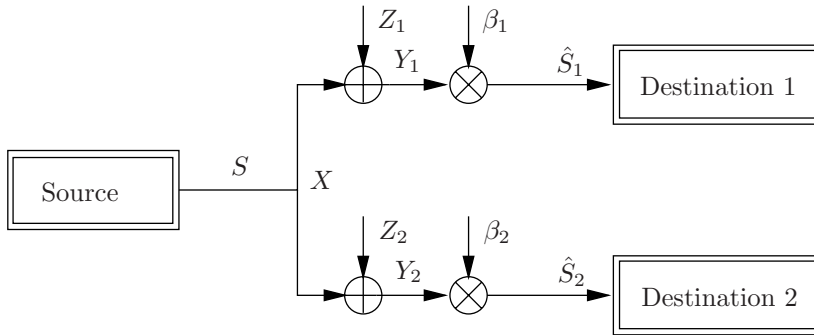 Z₁ β₁
Y₁ Ŝ₁
Destination 1
Source S X
Z₂ β₂
Y₂ Ŝ₂
Destination 2